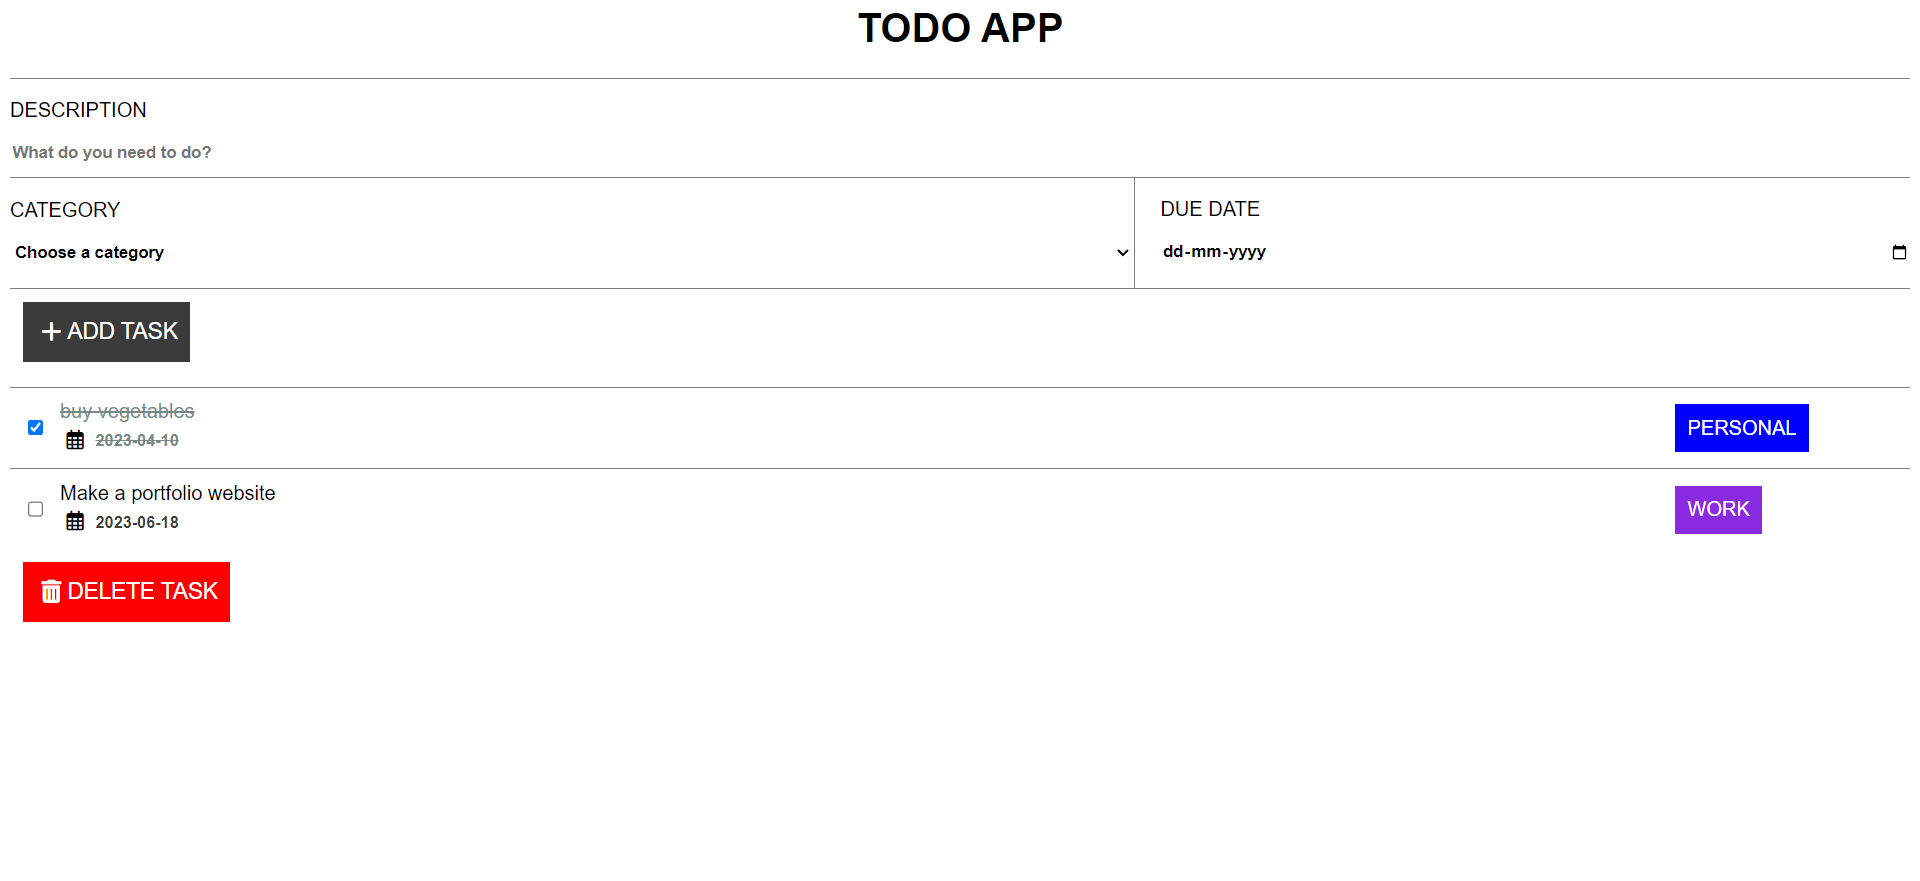 TODO APP
DESCRIPTION
What do you need to do?
CATEGORY
Choose a category
DUE DATE
dd-mm-yyyy
ADD TASK
buy vegetables
2023-04-10
PERSONAL
Make a portfolio website
2023-06-18
WORK
DELETE TASK